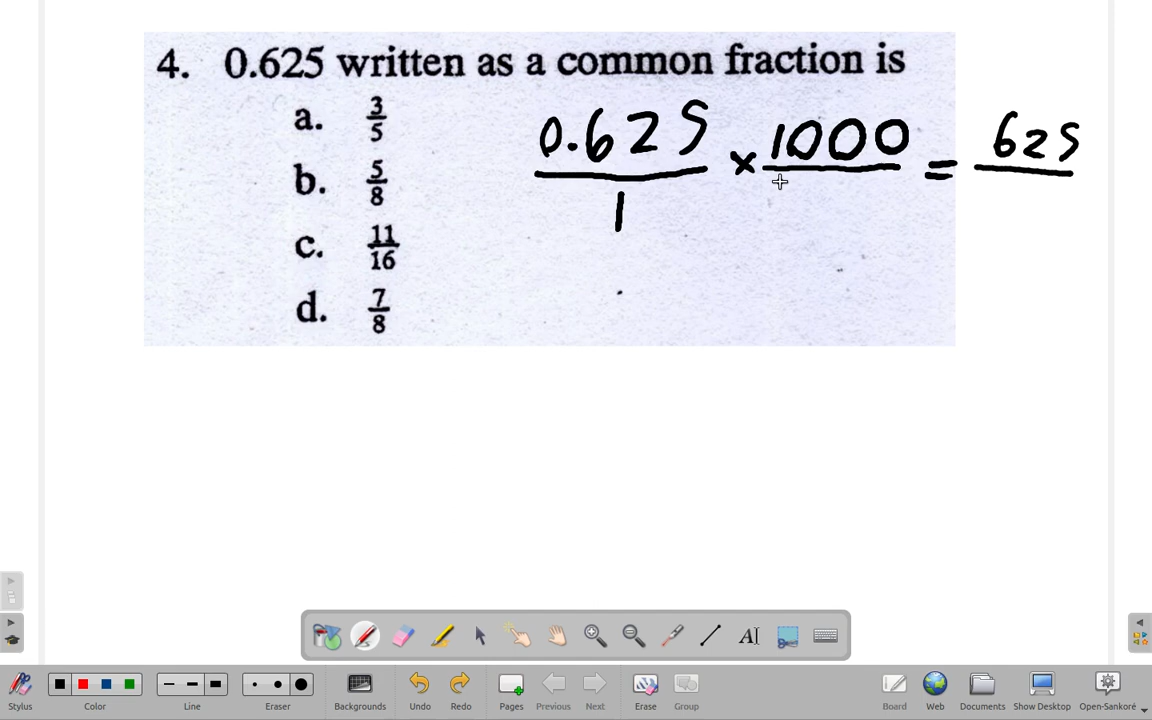 4. 0.625 written as a common fraction is
a. 3/5
b. 5/8
c. 11/16
d. 7/8
0.625/1 × 1000/ = 625/
Stylus Color Line Eraser Backgrounds Undo Redo Pages Previous Next Erase Group Board Web Documents Show Desktop Open-Sankoré